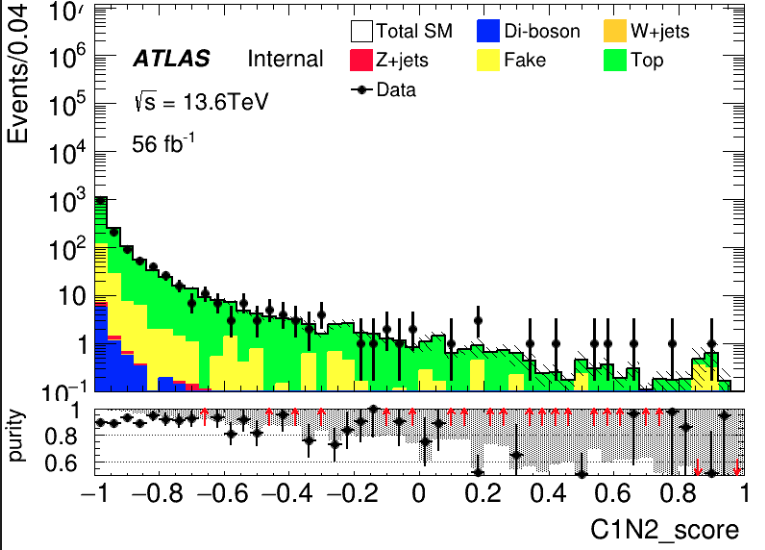 Events/0.04
10⁷
10⁶
10⁵
10⁴
10³
10²
10
1
10⁻¹
ATLAS Internal
√s = 13.6TeV
56 fb⁻¹
Total SM
Di-boson
W+jets
Z+jets
Fake
Top
Data
purity
1
0.8
0.6
−1 −0.8 −0.6 −0.4 −0.2 0 0.2 0.4 0.6 0.8 1
C1N2_score